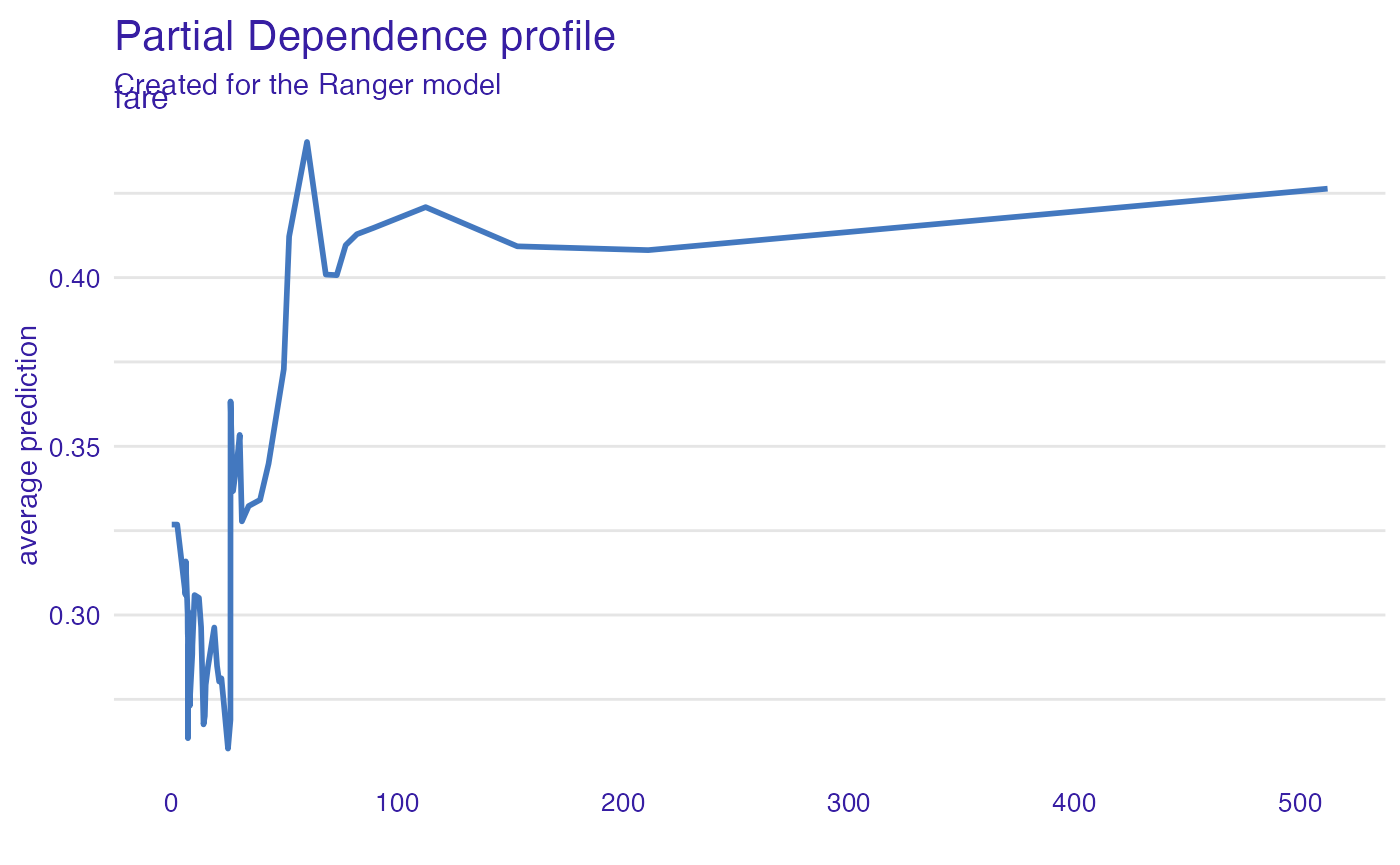 Partial Dependence profile
Created for the Ranger model
fare
average prediction
0.40
0.35
0.30
0 100 200 300 400 500